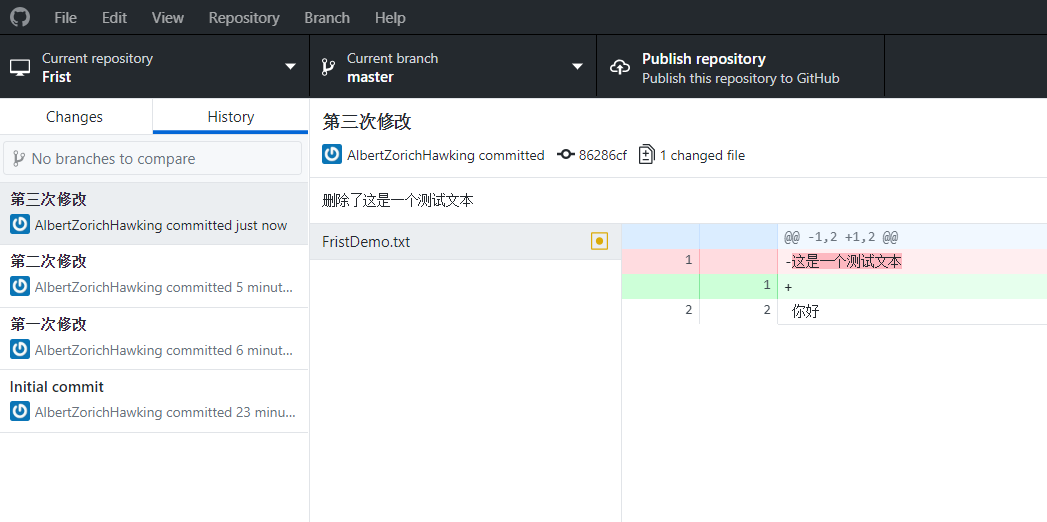 File Edit View Repository Branch Help
Current repository
Frist
Current branch
master
Publish repository
Publish this repository to GitHub
Changes
History
No branches to compare
第三次修改
AlbertZorichHawking committed just now
第二次修改
AlbertZorichHawking committed 5 minut...
第一次修改
AlbertZorichHawking committed 6 minut...
Initial commit
AlbertZorichHawking committed 23 minu...
第三次修改
AlbertZorichHawking committed 86286cf 1 changed file
删除了这是一个测试文本
FristDemo.txt
@@ -1,2 +1,2 @@
1 -这是一个测试文本
1 +
2 2 你好